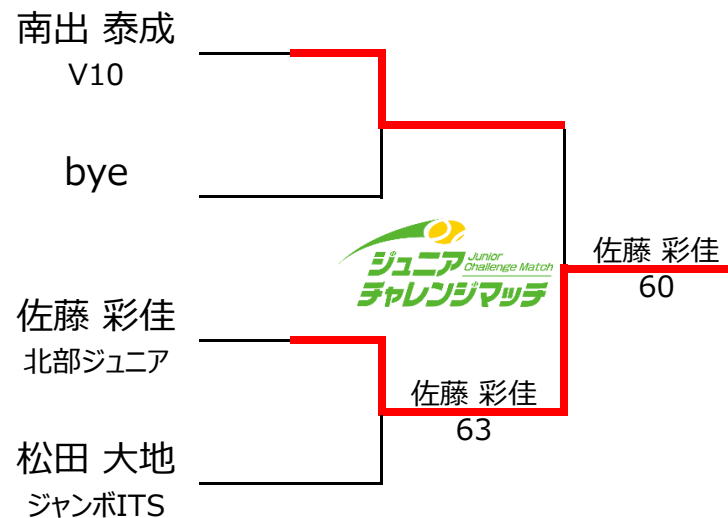 南出 泰成
V10
bye
佐藤 彩佳
北部ジュニア
松田 大地
ジャンボITS
ジュニア
Junior
Challenge Match
チャレンジマッチ
佐藤 彩佳
63
佐藤 彩佳
60